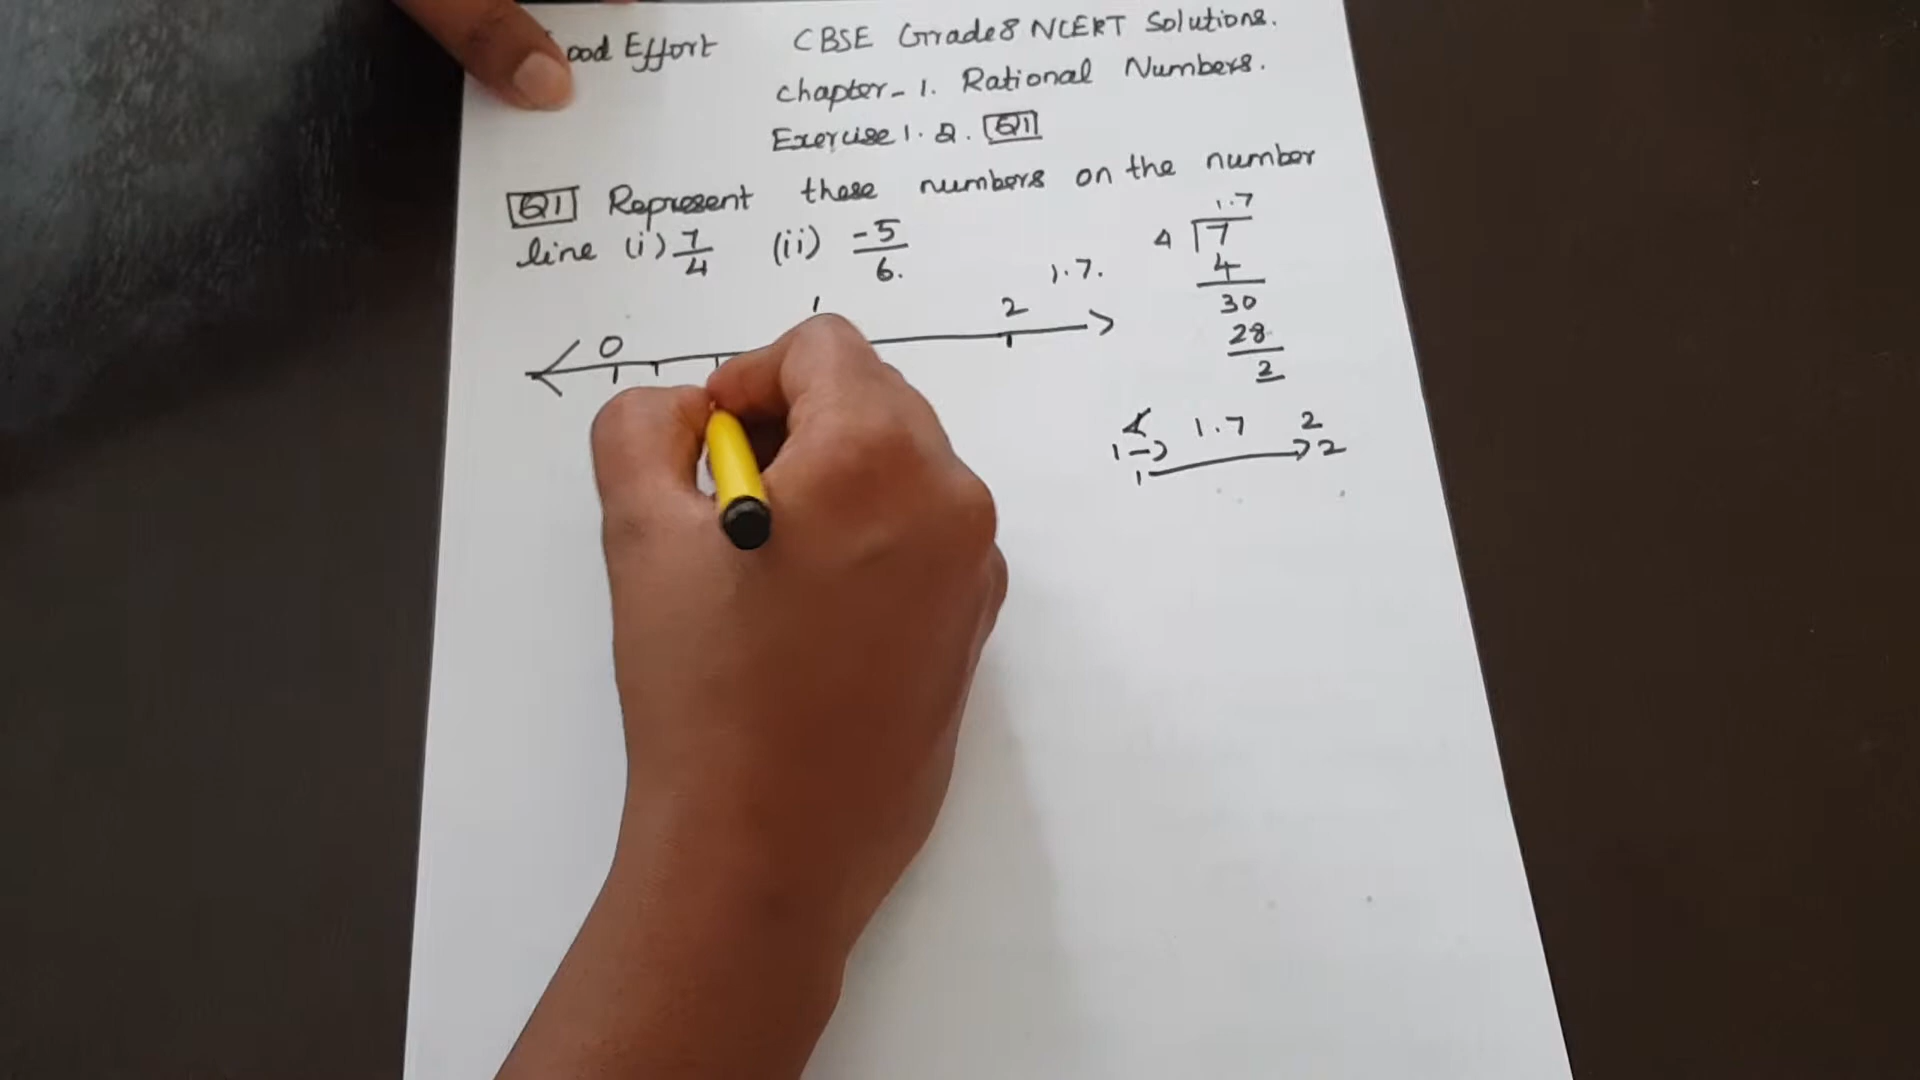 ood Effort
CBSE Grade8 NCERT Solutions.
chapter-1. Rational Numbers.
Exercise 1.2. Q1
Q1 Represent these numbers on the number
line (i) 7/4 (ii) -5/6.
1.7
4 7
4
30
28
2
1.7.
0 1 2
1.7 2
1 → 2
1